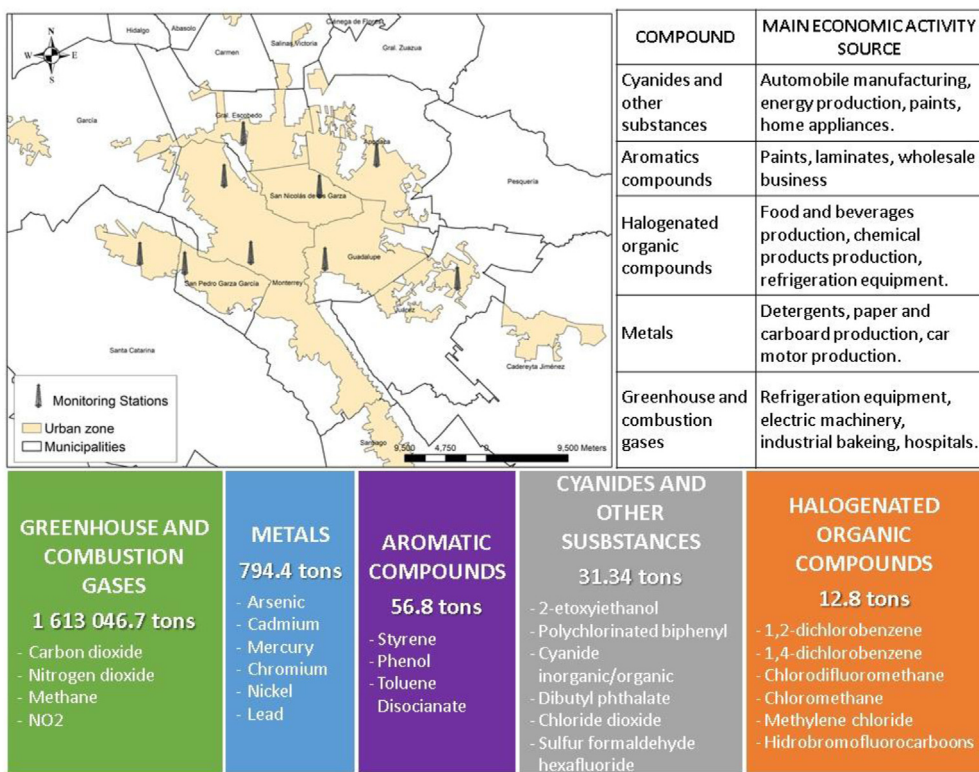 Ciénega de Flores
Hidalgo
Abasolo
Salinas Victoria
Gral. Zuazua
Carmen
N
W E
S
García
Gral. Escobedo
Apodaca
Pesquería
San Nicolás de los Garza
Guadalupe
San Pedro Garza García
Monterrey
Juárez
Santa Catarina
Cadereyta Jiménez
Santiago
Monitoring Stations
Urban zone
Municipalities
9,500 4,750 0 9,500 Meters
COMPOUND
MAIN ECONOMIC ACTIVITY
SOURCE
Cyanides and
other
substances
Automobile manufacturing,
energy production, paints,
home appliances.
Aromatics
compounds
Paints, laminates, wholesale
business
Halogenated
organic
compounds
Food and beverages
production, chemical
products production,
refrigeration equipment.
Metals
Detergents, paper and
carboard production, car
motor production.
Greenhouse and
combustion
gases
Refrigeration equipment,
electric machinery,
industrial bakeing, hospitals.
GREENHOUSE AND
COMBUSTION
GASES
1 613 046.7 tons
- Carbon dioxide
- Nitrogen dioxide
- Methane
- NO2
METALS
794.4 tons
- Arsenic
- Cadmium
- Mercury
- Chromium
- Nickel
- Lead
AROMATIC
COMPOUNDS
56.8 tons
- Styrene
- Phenol
- Toluene
Disocianate
CYANIDES AND
OTHER
SUSBSTANCES
31.34 tons
- 2-etoxyiethanol
- Polychlorinated biphenyl
- Cyanide
inorganic/organic
- Dibutyl phthalate
- Chloride dioxide
- Sulfur formaldehyde
hexafluoride
HALOGENATED
ORGANIC
COMPOUNDS
12.8 tons
- 1,2-dichlorobenzene
- 1,4-dichlorobenzene
- Chlorodifluoromethane
- Chloromethane
- Methylene chloride
- Hidrobromofluorocarboons